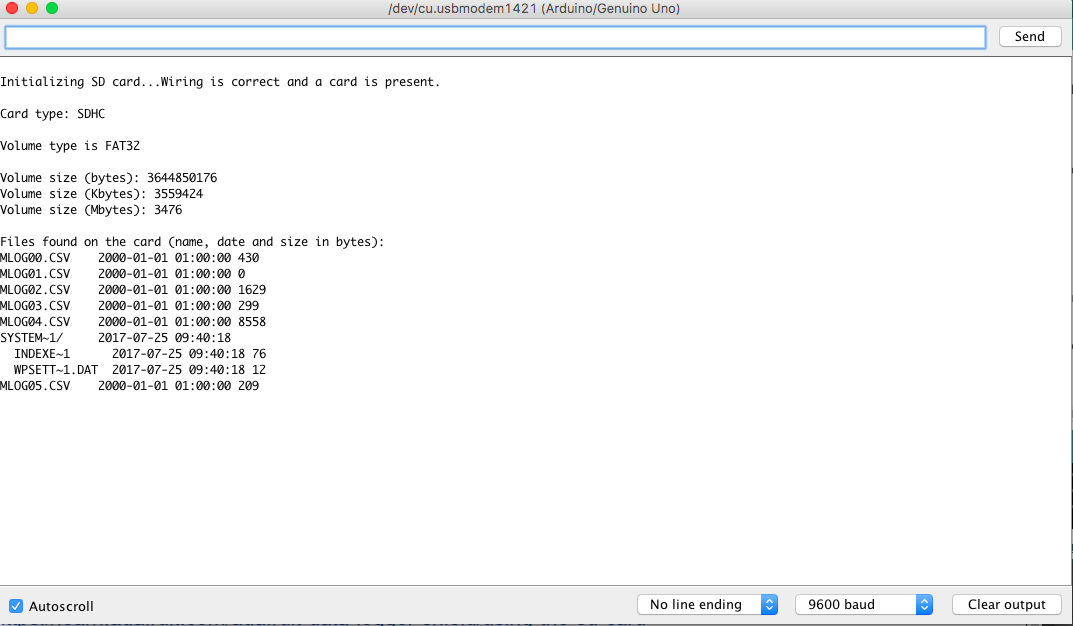 /dev/cu.usbmodem1421 (Arduino/Genuino Uno)
Send
Initializing SD card...Wiring is correct and a card is present.
Card type: SDHC
Volume type is FAT32
Volume size (bytes): 3644850176
Volume size (Kbytes): 3559424
Volume size (Mbytes): 3476
Files found on the card (name, date and size in bytes):
MLOG00.CSV    2000-01-01 01:00:00 430
MLOG01.CSV    2000-01-01 01:00:00 0
MLOG02.CSV    2000-01-01 01:00:00 1629
MLOG03.CSV    2000-01-01 01:00:00 299
MLOG04.CSV    2000-01-01 01:00:00 8558
SYSTEM~1/     2017-07-25 09:40:18
  INDEXE~1      2017-07-25 09:40:18 76
  WPSETT~1.DAT  2017-07-25 09:40:18 12
MLOG05.CSV    2000-01-01 01:00:00 209
Autoscroll
No line ending
9600 baud
Clear output